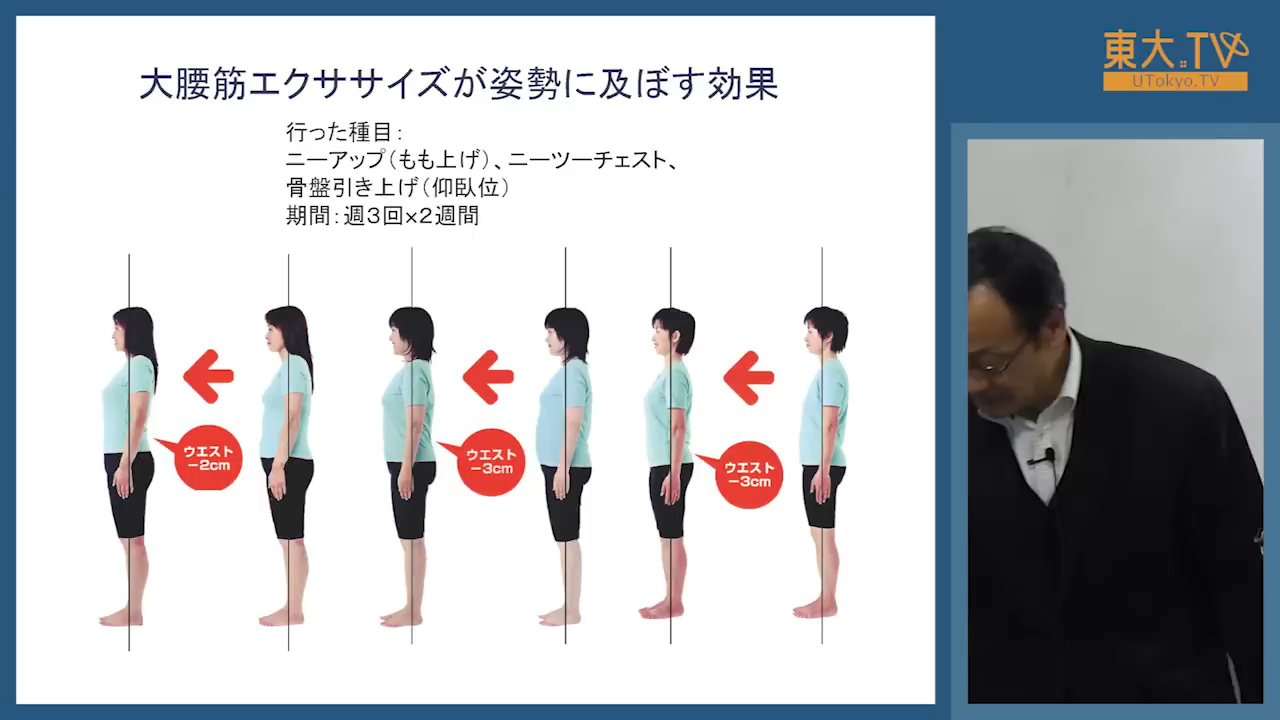 大腰筋エクササイズが姿勢に及ぼす効果
行った種目：
ニーアップ（もも上げ）、ニーツーチェスト、
骨盤引き上げ（仰臥位）
期間：週３回×２週間
ウエスト
－2cm
ウエスト
－3cm
ウエスト
－3cm
東大.TV
UTokyo.TV